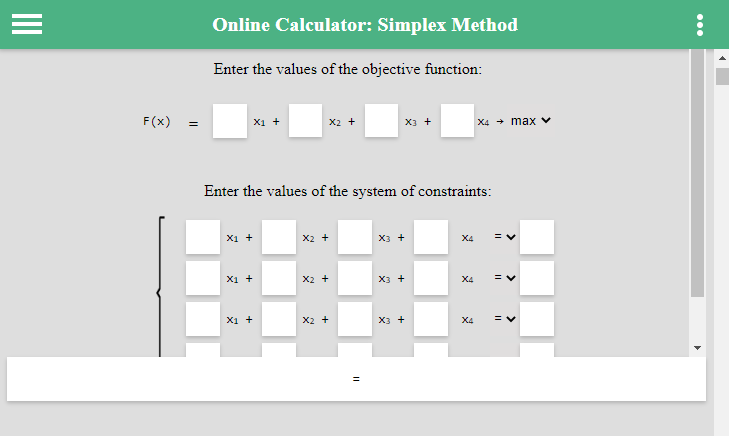 Online Calculator: Simplex Method
Enter the values of the objective function:
F(x) = x₁ + x₂ + x₃ + x₄ → max
Enter the values of the system of constraints:
x₁ + x₂ + x₃ + x₄ =
x₁ + x₂ + x₃ + x₄ =
x₁ + x₂ + x₃ + x₄ =
=